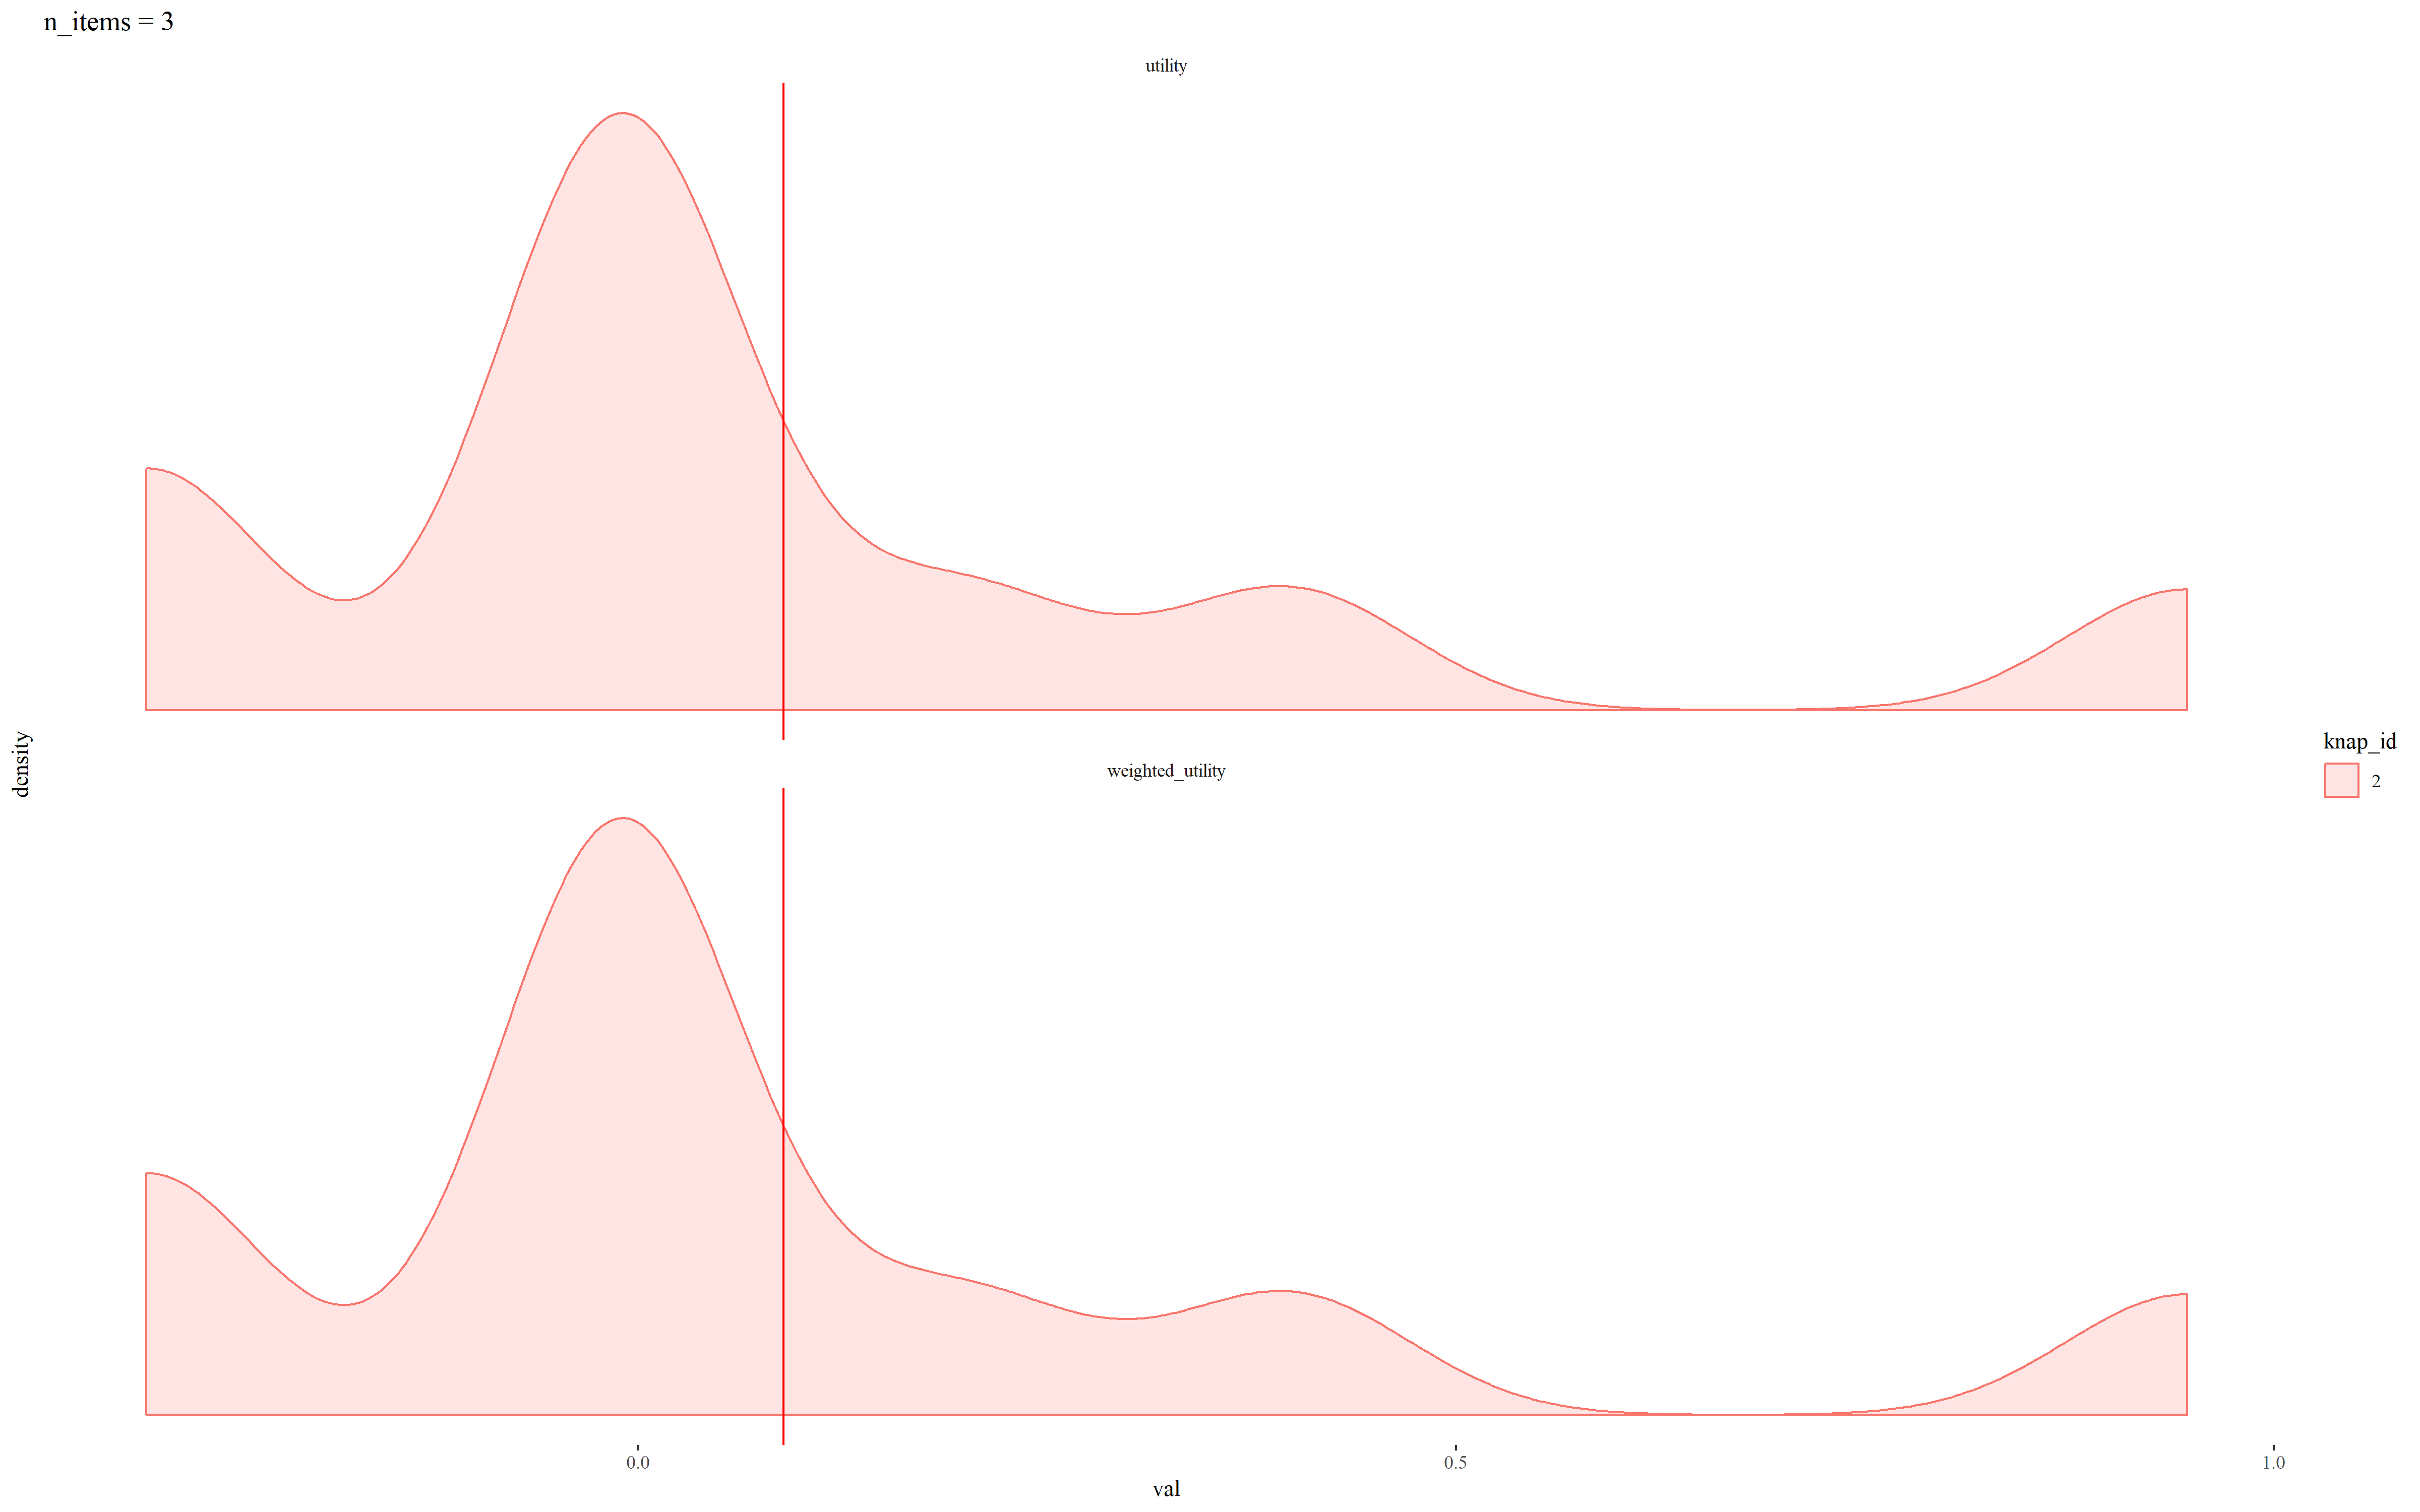 n_items = 3
utility
density
weighted_utility
knap_id
2
0.0
0.5
1.0
val